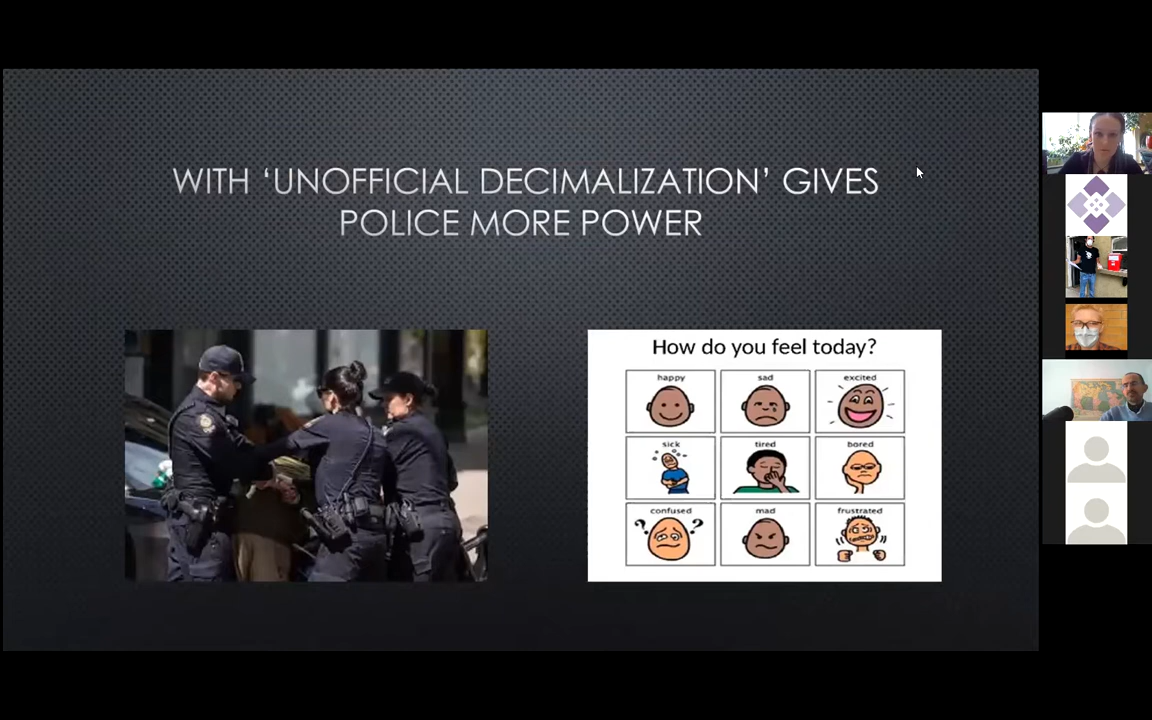 WITH ‘UNOFFICIAL DECIMALIZATION’ GIVES
POLICE MORE POWER
How do you feel today?
happy
sad
excited
sick
tired
bored
?
?
confused
mad
frustrated